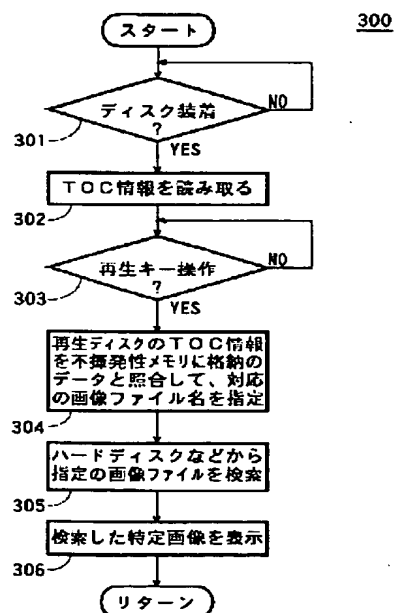 300
スタート
ディスク装着
?
NO
301
YES
TOC情報を読み取る
302
再生キー操作
?
NO
303
YES
再生ディスクのTOC情報
を不揮発性メモリに格納の
データと照合して、対応
の画像ファイル名を指定
304
ハードディスクなどから
指定の画像ファイルを検索
305
検索した特定画像を表示
306
リターン